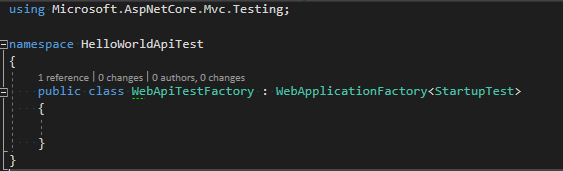 using Microsoft.AspNetCore.Mvc.Testing;
namespace HelloWorldApiTest
{
1 reference | 0 changes | 0 authors, 0 changes
public class WebApiTestFactory : WebApplicationFactory<StartupTest>
{
}
}